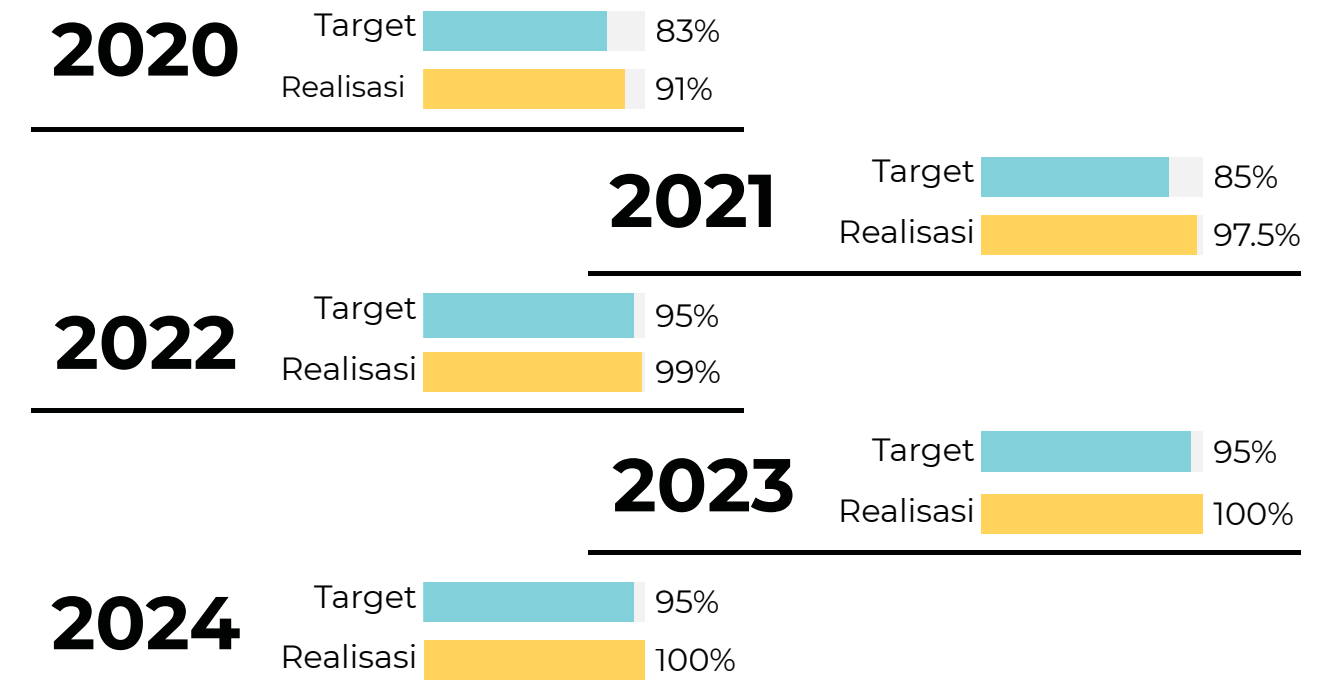 2020
Target 83%
Realisasi 91%
2021
Target 85%
Realisasi 97.5%
2022
Target 95%
Realisasi 99%
2023
Target 95%
Realisasi 100%
2024
Target 95%
Realisasi 100%